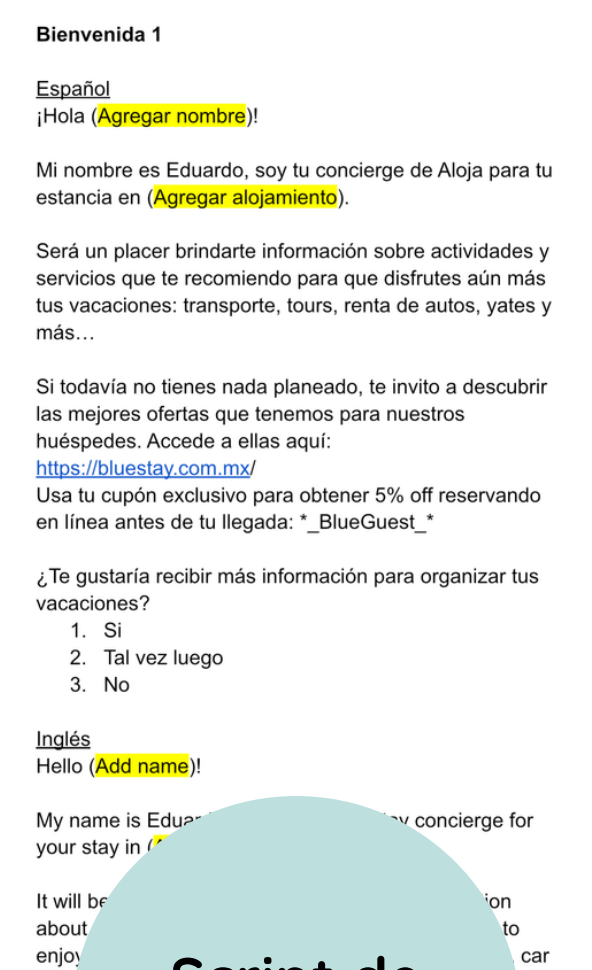 Bienvenida 1
Español
¡Hola (Agregar nombre)!
Mi nombre es Eduardo, soy tu concierge de Aloja para tu
estancia en (Agregar alojamiento).
Será un placer brindarte información sobre actividades y
servicios que te recomiendo para que disfrutes aún más
tus vacaciones: transporte, tours, renta de autos, yates y
más…
Si todavía no tienes nada planeado, te invito a descubrir
las mejores ofertas que tenemos para nuestros
huéspedes. Accede a ellas aquí:
https://bluestay.com.mx/
Usa tu cupón exclusivo para obtener 5% off reservando
en línea antes de tu llegada: *_BlueGuest_*
¿Te gustaría recibir más información para organizar tus
vacaciones?
1. Si
2. Tal vez luego
3. No
Inglés
Hello (Add name)!
My name is concierge for
your stay in (
It will
about to
car